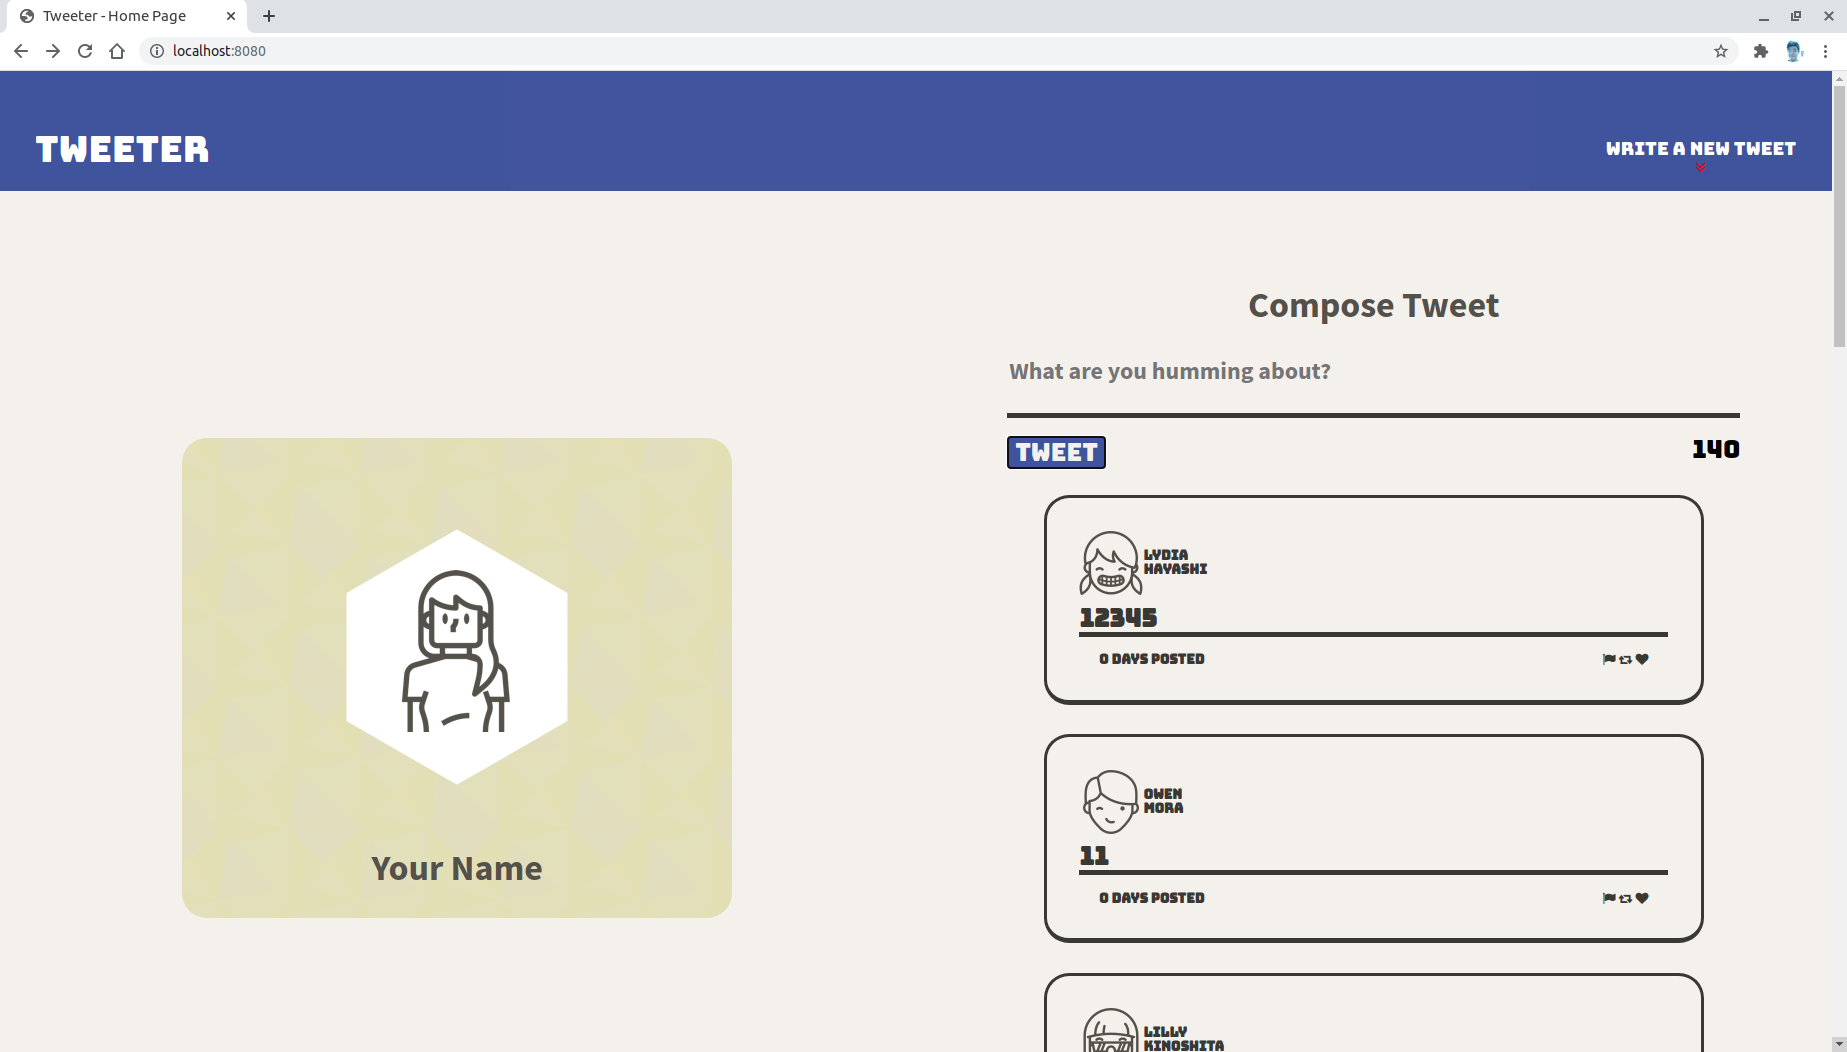 Tweeter - Home Page
localhost:8080
TWEETER
WRITE A NEW TWEET
Compose Tweet
What are you humming about?
TWEET
140
LYDIA
HAYASHI
12345
0 DAYS POSTED
OWEN
MORA
11
0 DAYS POSTED
LILLY
KINOSHITA
Your Name